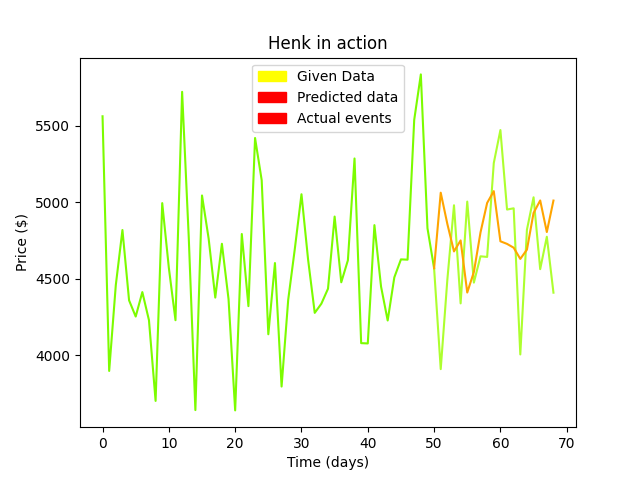 Henk in action
Given Data
Predicted data
Actual events
Price ($)
5500
5000
4500
4000
0 10 20 30 40 50 60 70
Time (days)